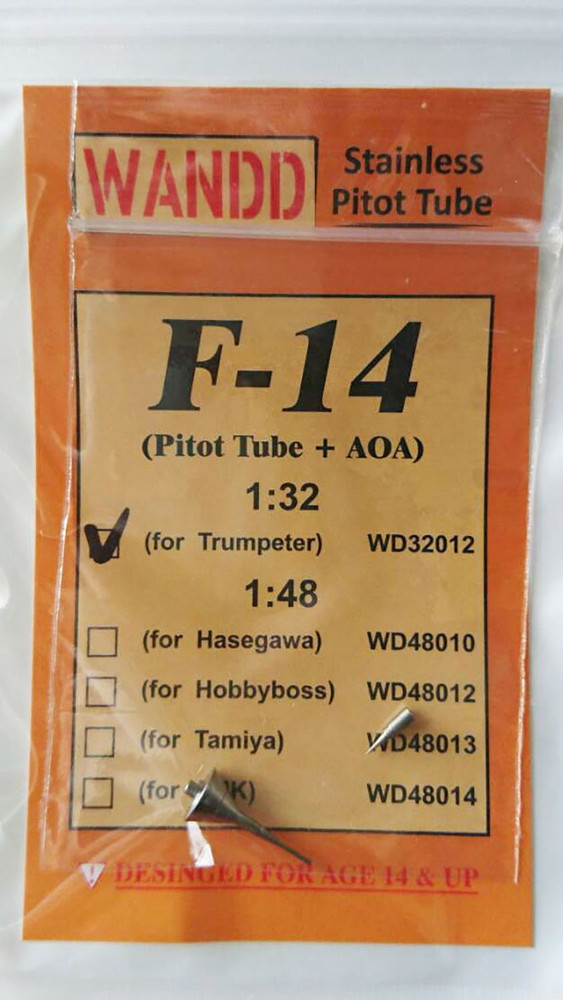 WANDD
Stainless
Pitot Tube
F-14
(Pitot Tube + AOA)
1:32
(for Trumpeter) WD32012
1:48
(for Hasegawa) WD48010
(for Hobbyboss) WD48012
(for Tamiya) WD48013
(for WD48014
DESINGED FOR AGE 14 & UP